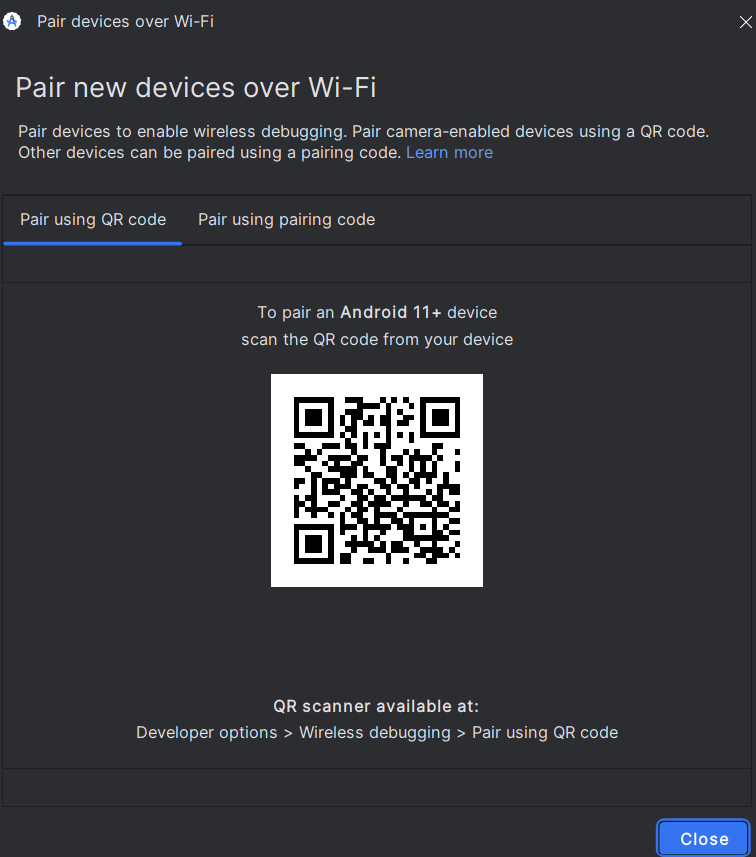 Pair devices over Wi-Fi
Pair new devices over Wi-Fi
Pair devices to enable wireless debugging. Pair camera-enabled devices using a QR code.
Other devices can be paired using a pairing code. Learn more
Pair using QR code
Pair using pairing code
To pair an Android 11+ device
scan the QR code from your device
QR scanner available at:
Developer options > Wireless debugging > Pair using QR code
Close